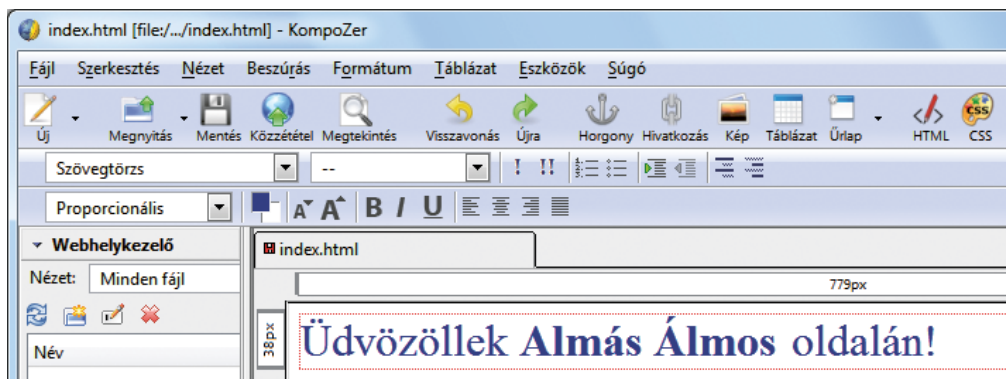 index.html [file:/.../index.html] - KompoZer
Fájl Szerkesztés Nézet Beszúrás Formátum Táblázat Eszközök Súgó
Új Megnyitás Mentés Közzététel Megtekintés Visszavonás Újra Horgony Hivatkozás Kép Táblázat Űrlap HTML CSS
Szövegtörzs -- ! !!
Proporcionális A A B I U
Webhelykezelő index.html
Nézet: Minden fájl 779px
38px Üdvözöllek Almás Álmos oldalán!
Név